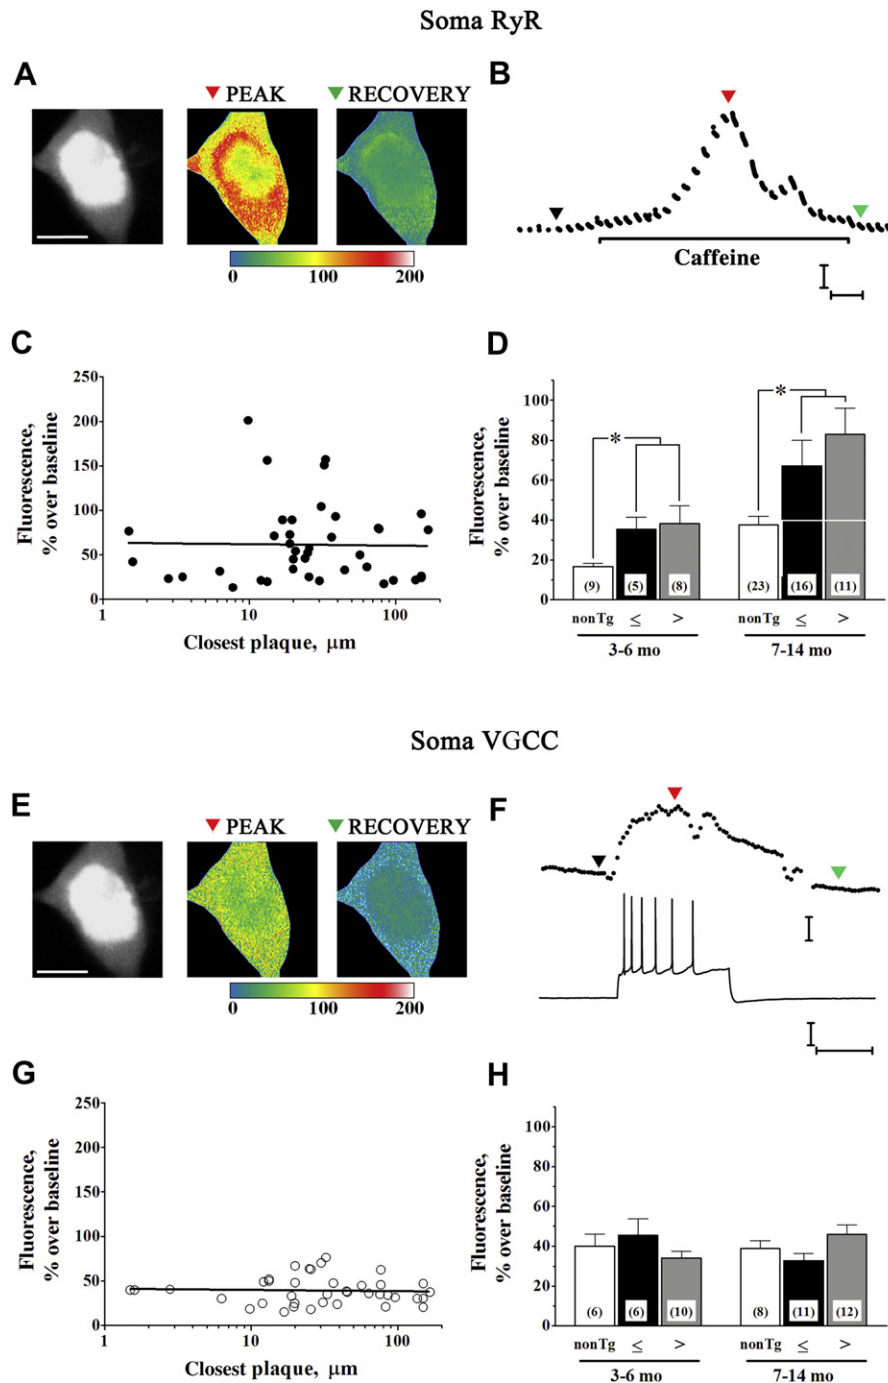 Soma RyR
A
PEAK
RECOVERY
0 100 200
B
Caffeine
C
Fluorescence,
% over baseline
250
200
150
100
50
0
1 10 100
Closest plaque, μm
D
Fluorescence,
% over baseline
100
80
60
40
20
0
* *
(9) (5) (8) (23) (16) (11)
nonTg ≤ > nonTg ≤ >
3-6 mo 7-14 mo
Soma VGCC
E
PEAK
RECOVERY
0 100 200
F
G
Fluorescence,
% over baseline
250
200
150
100
50
0
1 10 100
Closest plaque, μm
H
Fluorescence,
% over baseline
100
80
60
40
20
0
(6) (6) (10) (8) (11) (12)
nonTg ≤ > nonTg ≤ >
3-6 mo 7-14 mo